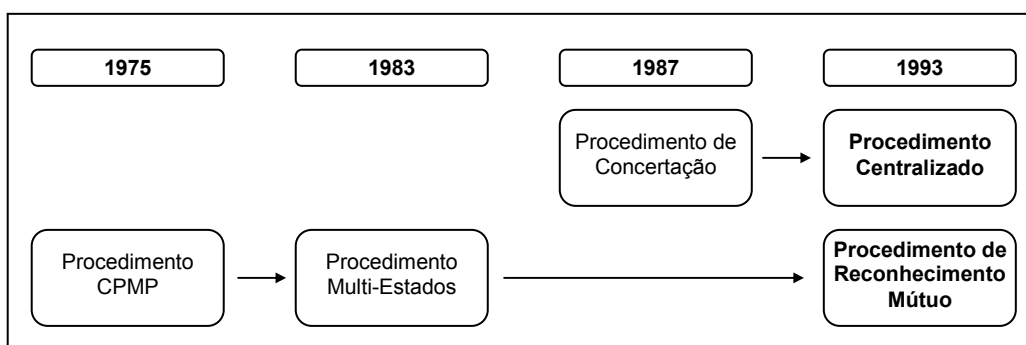 1975
1983
1987
1993
Procedimento de
Concertação
Procedimento
Centralizado
Procedimento
CPMP
Procedimento
Multi-Estados
Procedimento de
Reconhecimento
Mútuo